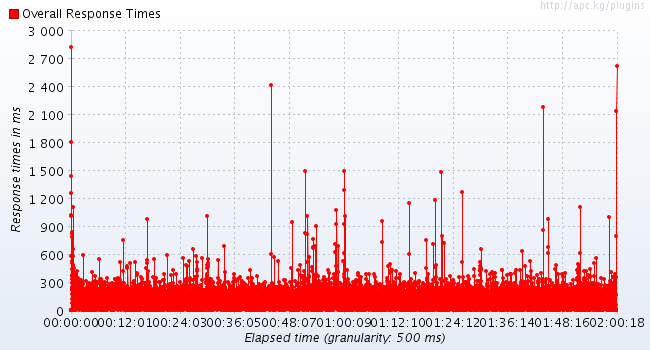 http://apc.kg/plugins
Overall Response Times
3 000
2 700
2 400
2 100
1 800
1 500
1 200
900
600
300
0
Response times in ms
00:00:00 00:12:01 00:24:03 00:36:05 00:48:07 01:00:09 01:12:10 01:24:12 01:36:14 01:48:16 02:00:18
Elapsed time (granularity: 500 ms)